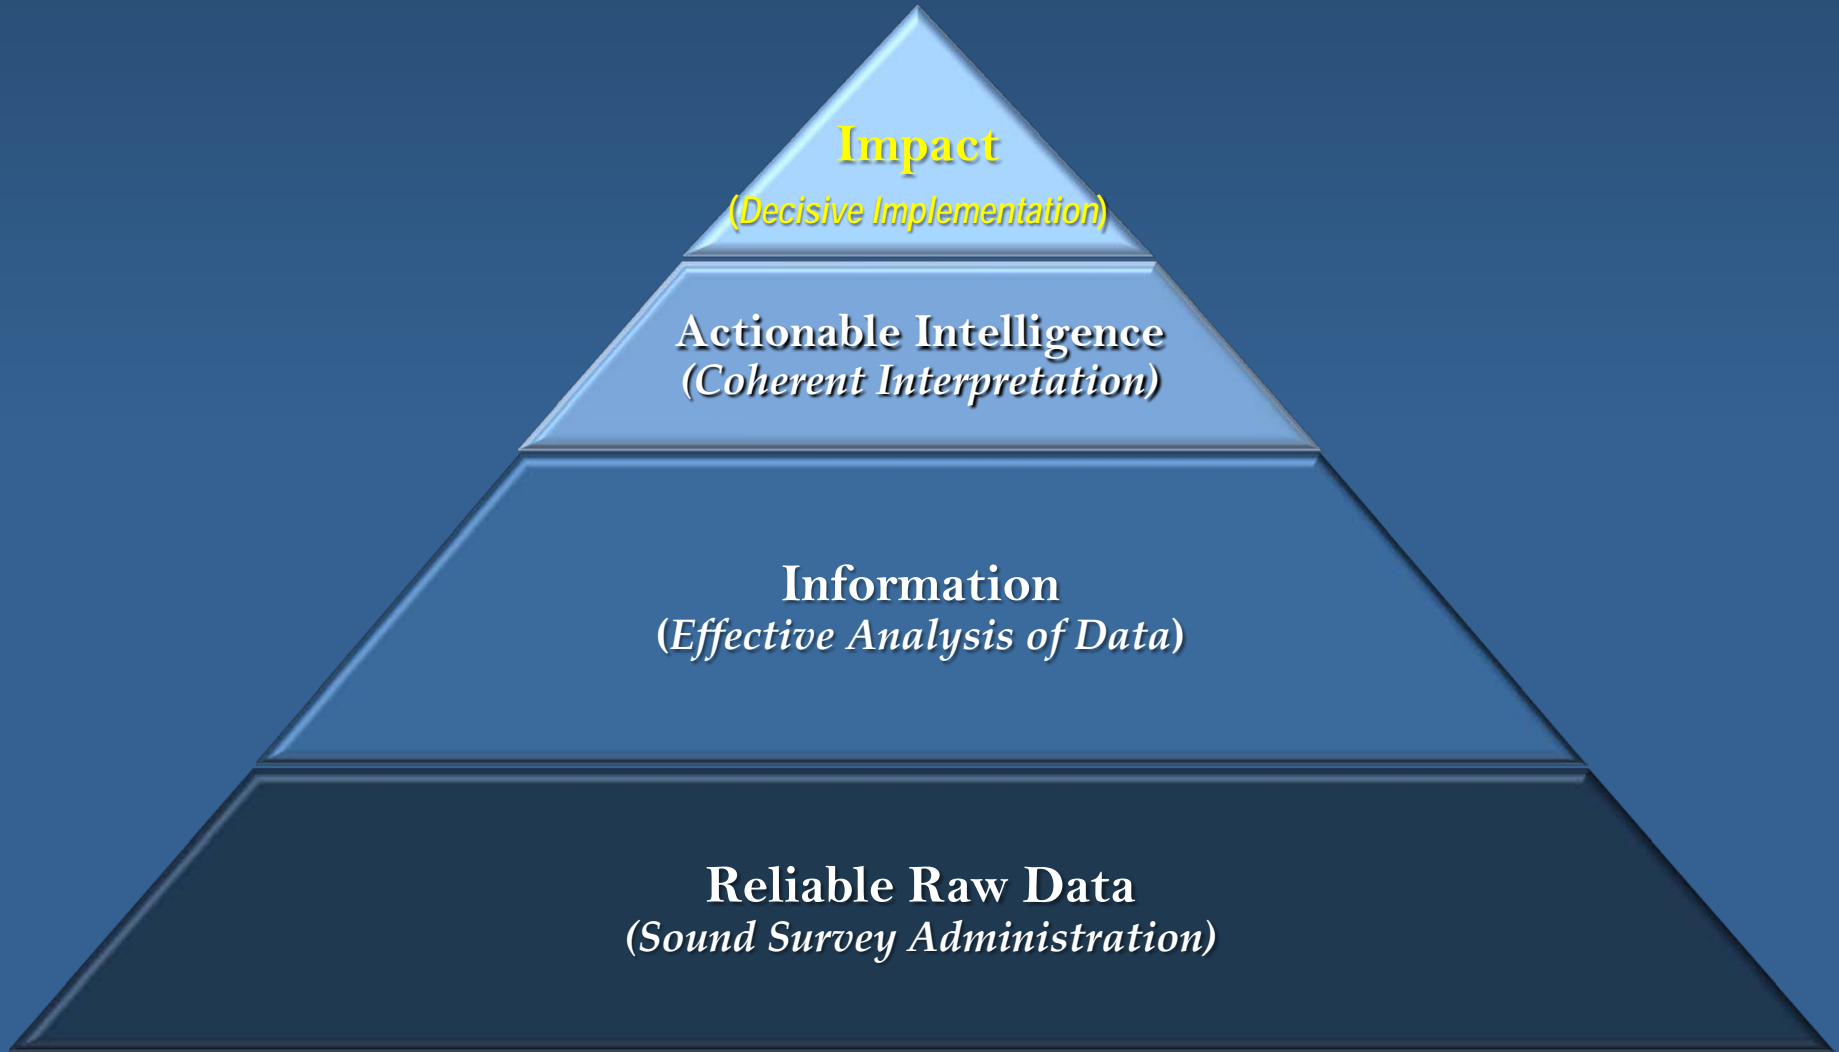 Impact
(Decisive Implementation)
Actionable Intelligence
(Coherent Interpretation)
Information
(Effective Analysis of Data)
Reliable Raw Data
(Sound Survey Administration)